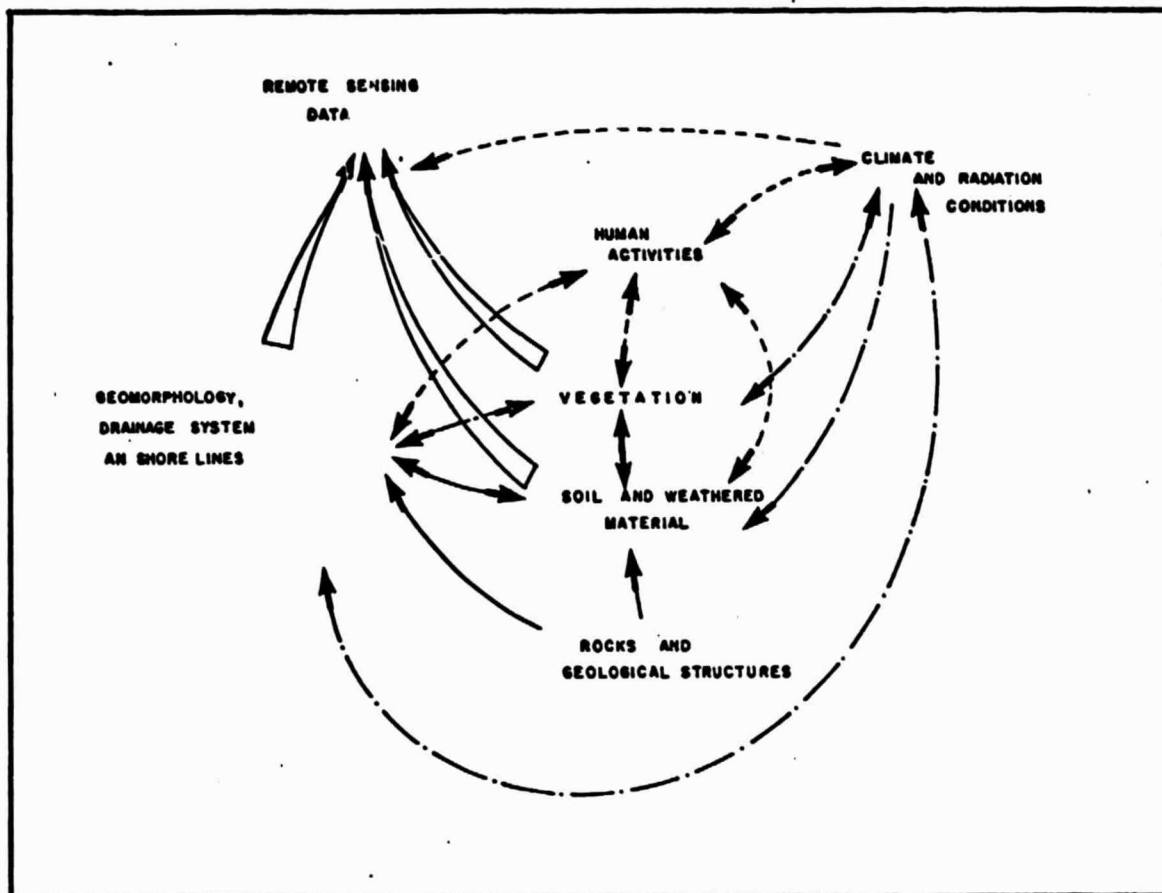 REMOTE SENSING
DATA
CLIMATE
AND RADIATION
CONDITIONS
HUMAN
ACTIVITIES
VEGETATION
GEOMORPHOLOGY,
DRAINAGE SYSTEM
AN SHORE LINES
SOIL AND WEATHERED
MATERIAL
ROCKS AND
GEOLOGICAL STRUCTURES